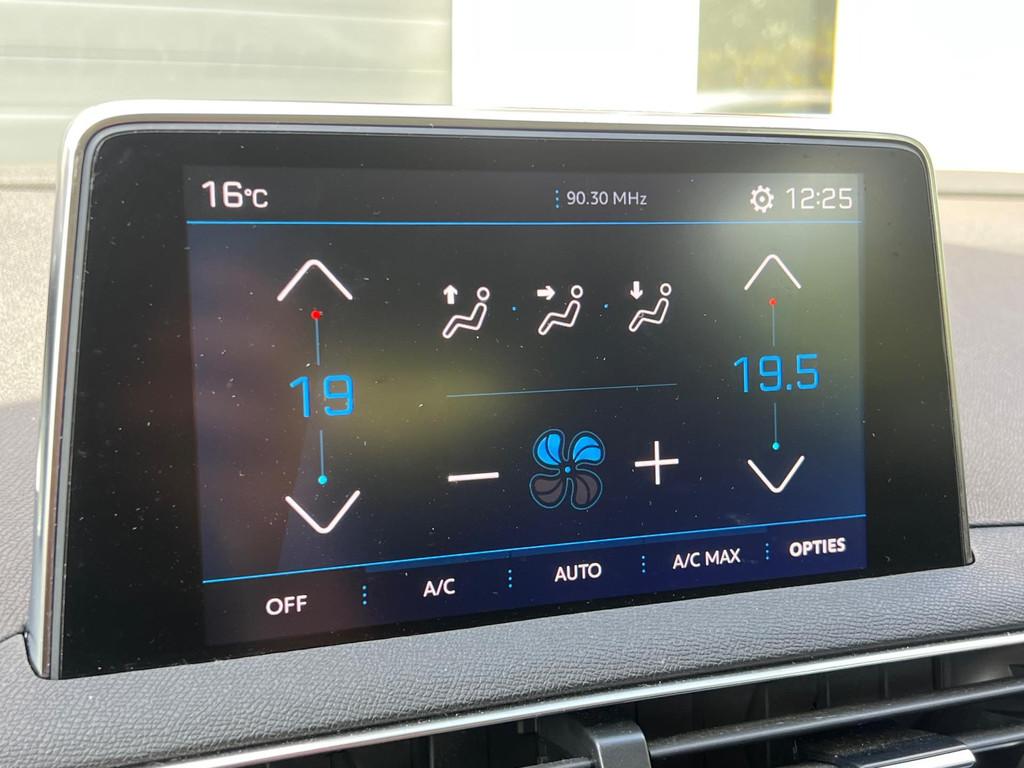 16°C 90.30 MHz 12:25
19 19.5
OFF A/C AUTO A/C MAX OPTIES